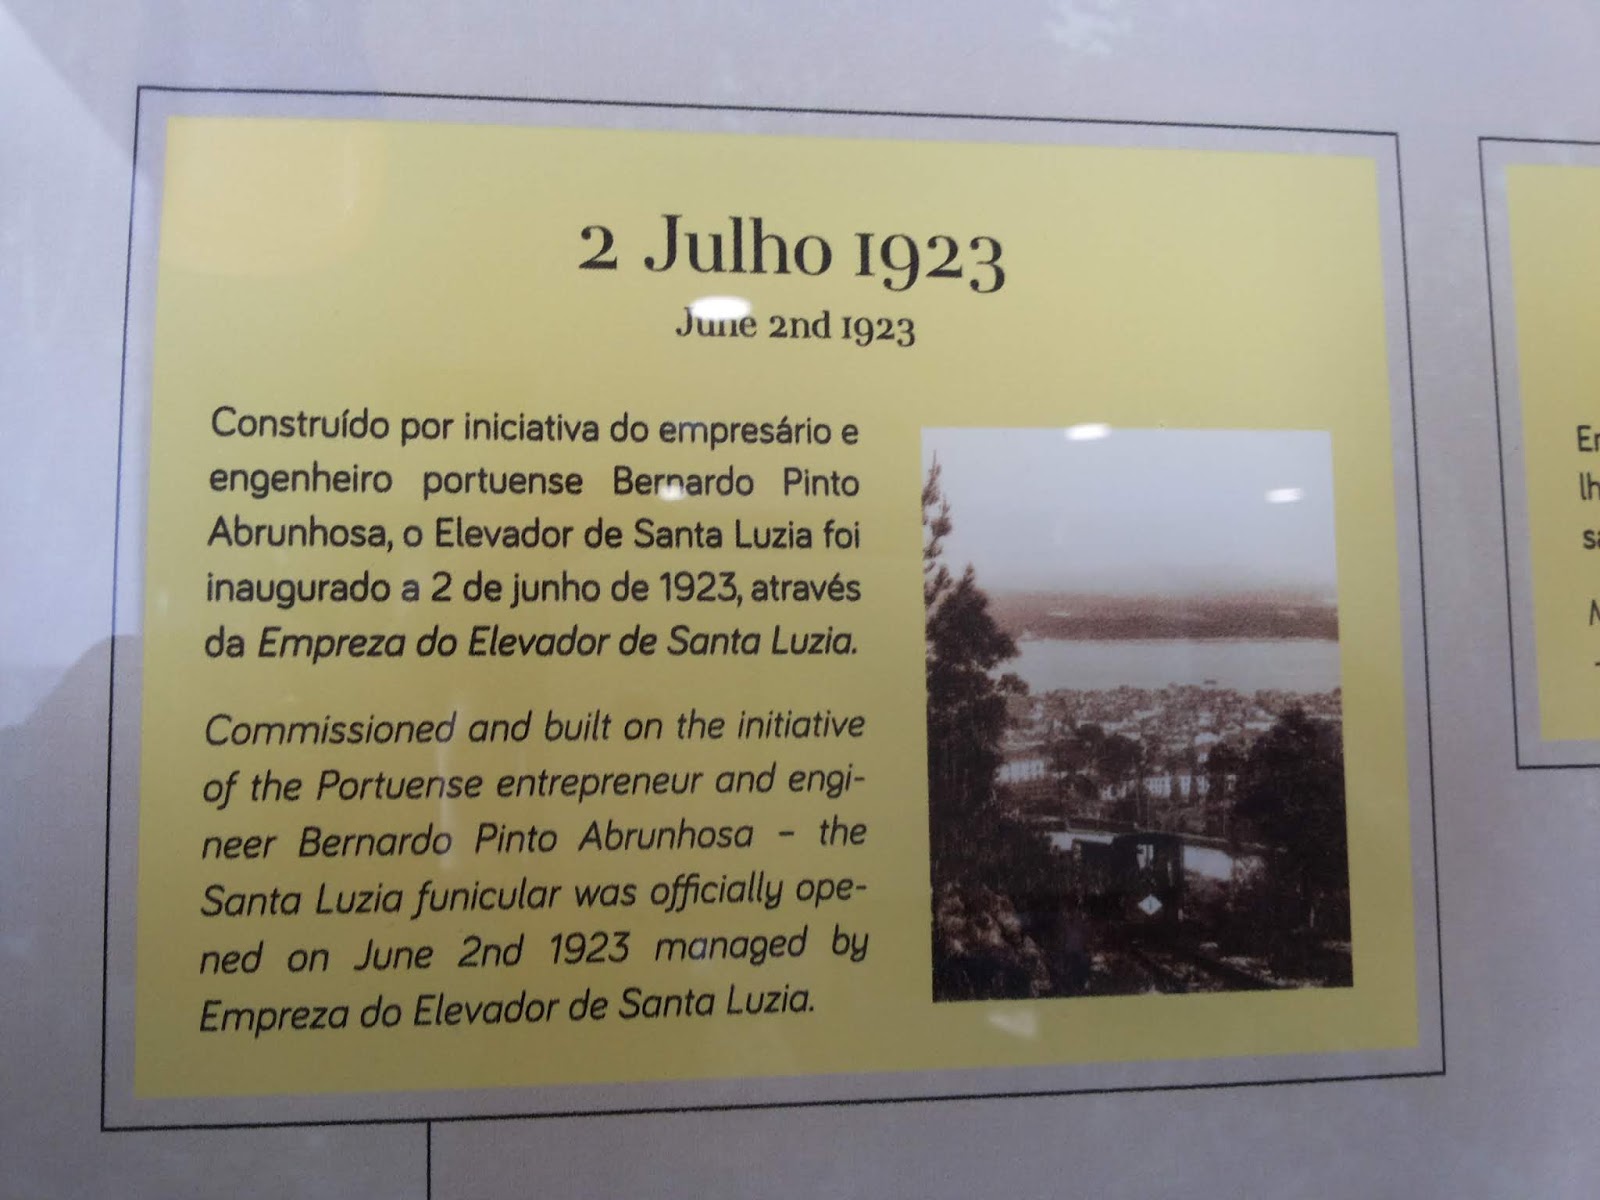 2 Julho 1923
June 2nd 1923
Construído por iniciativa do empresário e
engenheiro portuense Bernardo Pinto
Abrunhosa, o Elevador de Santa Luzia foi
inaugurado a 2 de junho de 1923, através
da Empreza do Elevador de Santa Luzia.
Commissioned and built on the initiative
of the Portuense entrepreneur and engi-
neer Bernardo Pinto Abrunhosa – the
Santa Luzia funicular was officially ope-
ned on June 2nd 1923 managed by
Empreza do Elevador de Santa Luzia.